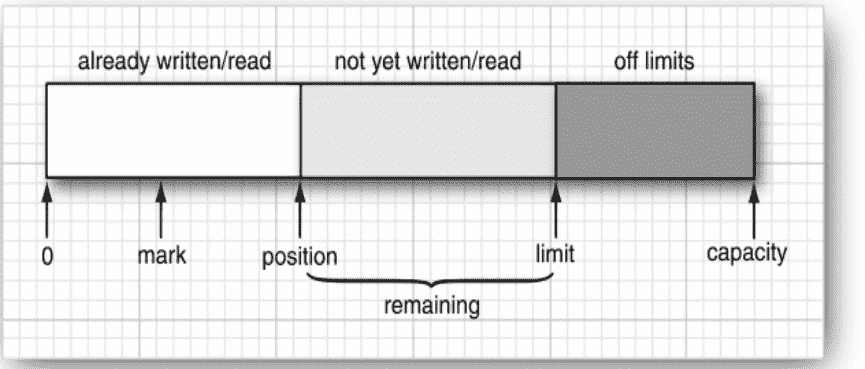 already written/read not yet written/read off limits
0 mark position limit capacity
remaining